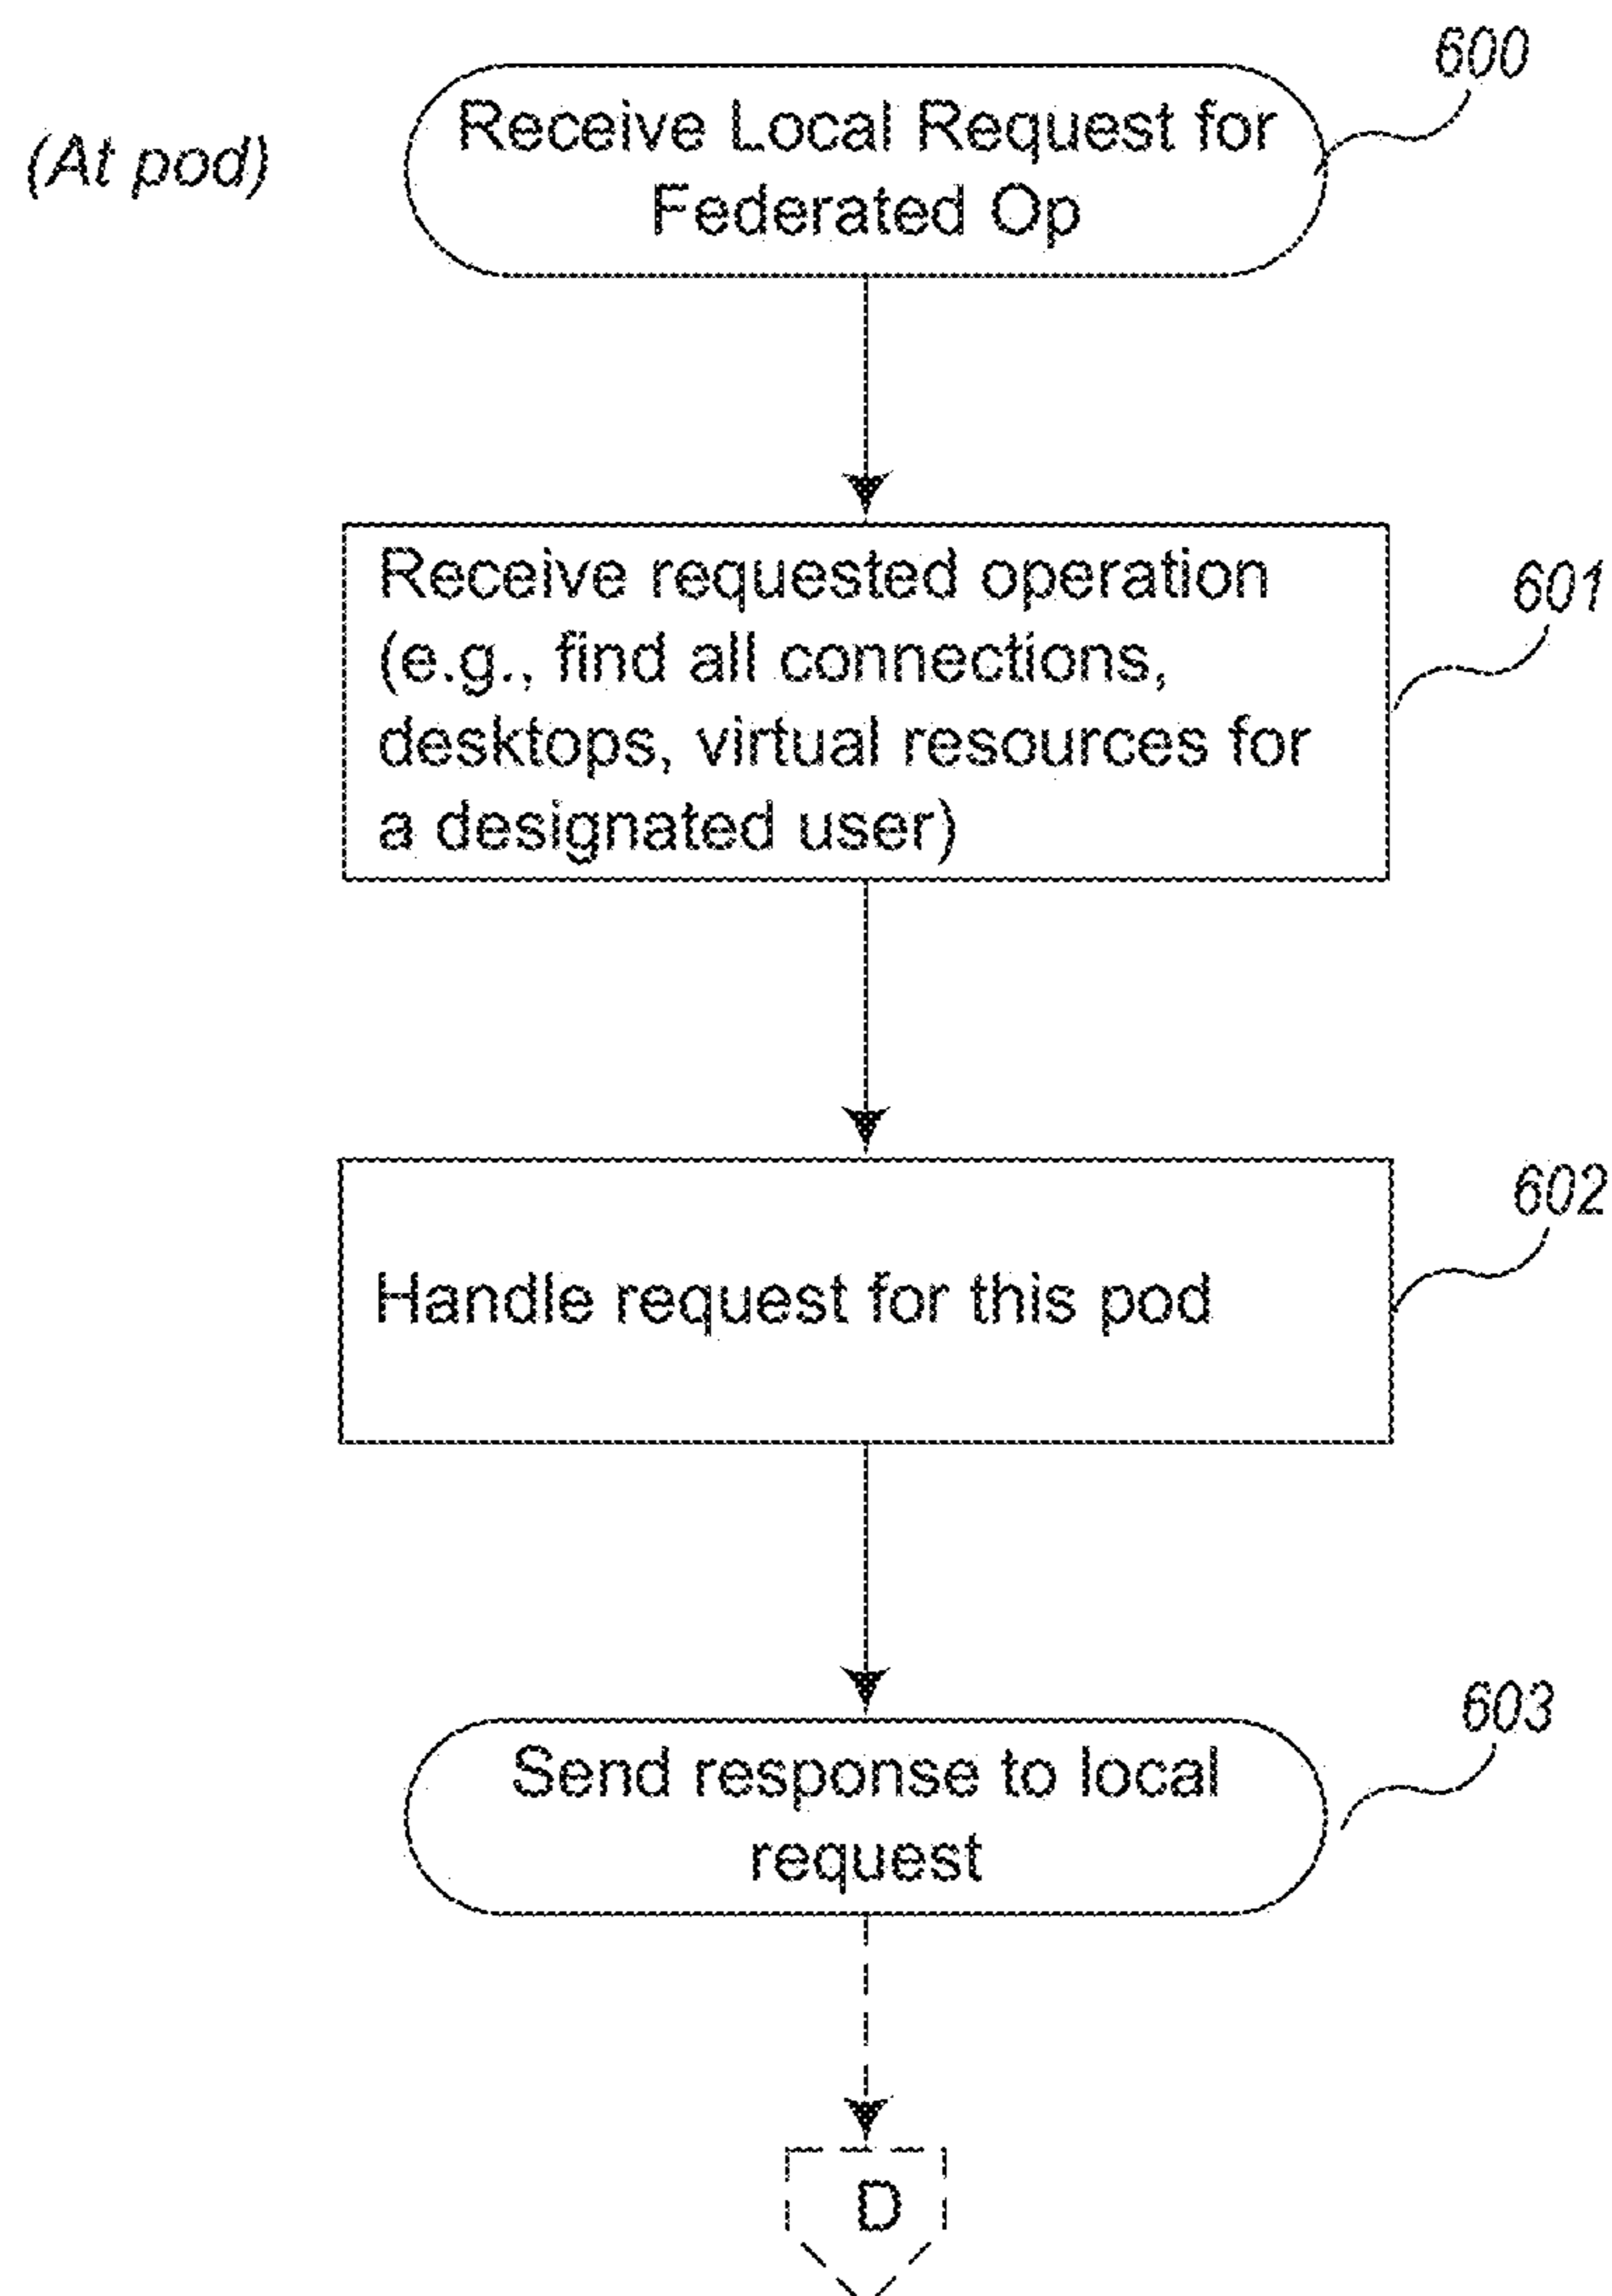 600
(At pod)
Receive Local Request for
Federated Op
601
Receive requested operation
(e.g., find all connections,
desktops, virtual resources for
a designated user)
602
Handle request for this pod
603
Send response to local
request
D